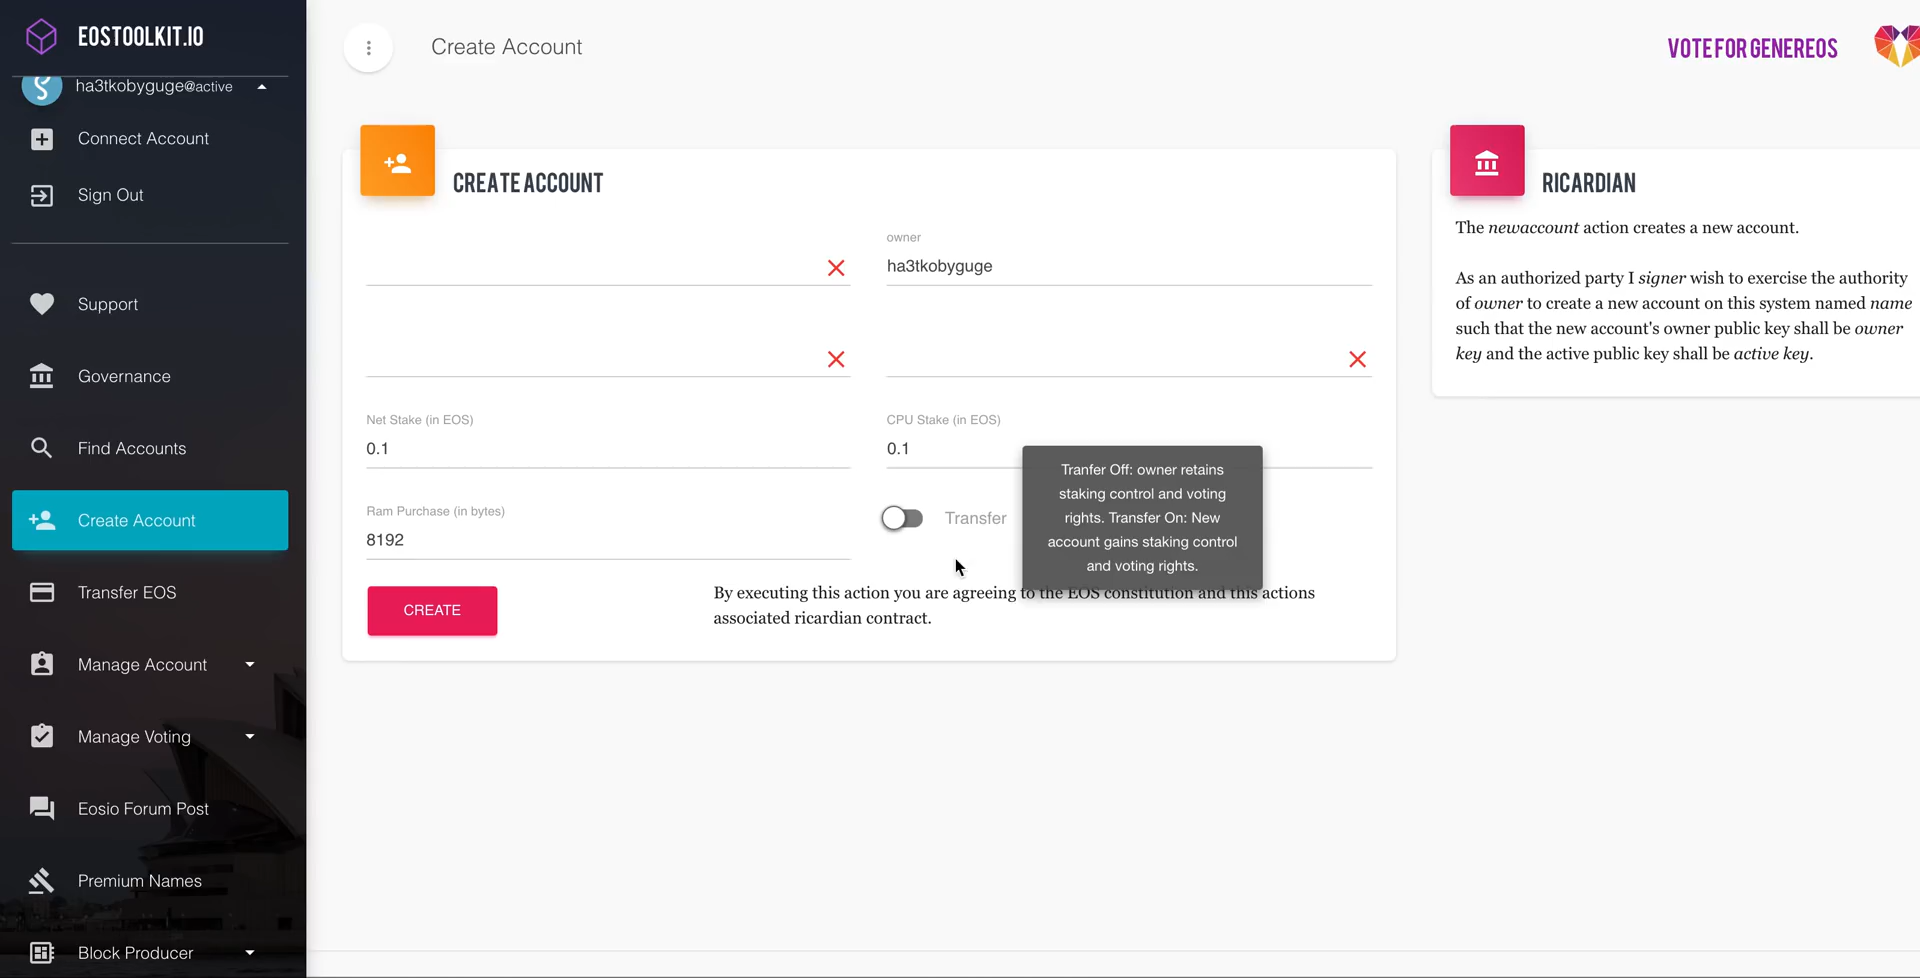 EOSTOOLKIT.IO
ha3tkobyguge@active
Connect Account
Sign Out
Support
Governance
Find Accounts
Create Account
Transfer EOS
Manage Account
Manage Voting
Eosio Forum Post
Premium Names
Block Producer
Create Account
VOTE FOR GENEREOS
CREATE ACCOUNT
owner
ha3tkobyguge
Net Stake (in EOS)
0.1
CPU Stake (in EOS)
0.1
Ram Purchase (in bytes)
8192
Transfer
Tranfer Off: owner retains
staking control and voting
rights. Transfer On: New
account gains staking control
and voting rights.
CREATE
By executing this action you are agreeing to the EOS constitution and this actions
associated ricardian contract.
RICARDIAN
The newaccount action creates a new account.
As an authorized party I signer wish to exercise the authority
of owner to create a new account on this system named name
such that the new account's owner public key shall be owner
key and the active public key shall be active key.